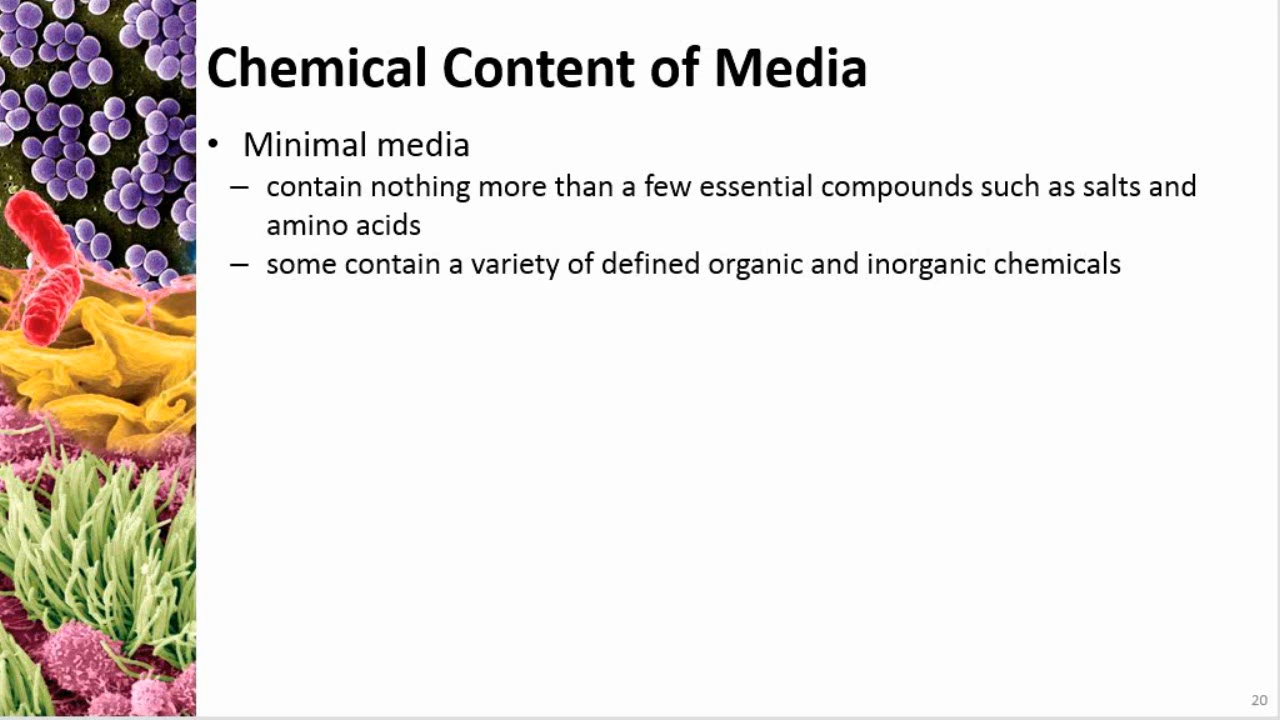 Chemical Content of Media
• Minimal media
– contain nothing more than a few essential compounds such as salts and
amino acids
– some contain a variety of defined organic and inorganic chemicals
20